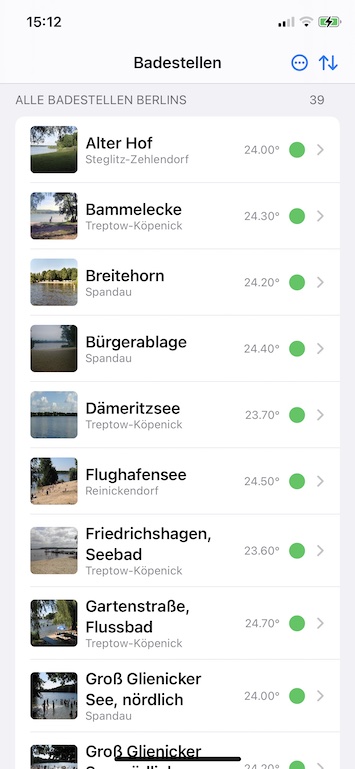 15:12
Badestellen
ALLE BADESTELLEN BERLINS 39
Alter Hof
Steglitz-Zehlendorf
24.00°
Bammelecke
Treptow-Köpenick
24.30°
Breitehorn
Spandau
24.20°
Bürgerablage
Spandau
24.40°
Dämeritzsee
Treptow-Köpenick
23.70°
Flughafensee
Reinickendorf
24.50°
Friedrichshagen,
Seebad
Treptow-Köpenick
23.60°
Gartenstraße,
Flussbad
Treptow-Köpenick
24.70°
Groß Glienicker
See, nördlich
Spandau
24.00°
Groß Glienicker